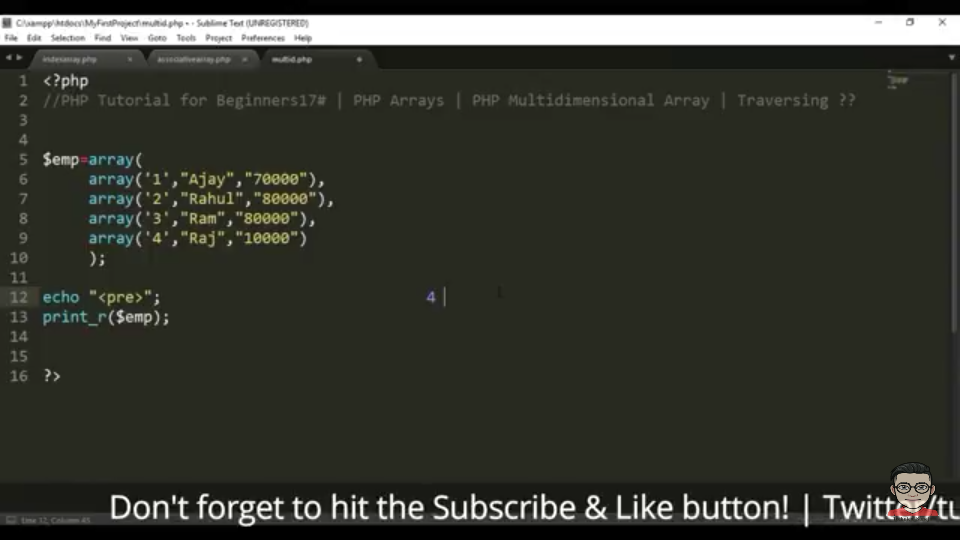 C:\xampp\htdocs\MyFirstProject\multid.php • - Sublime Text (UNREGISTERED)
File Edit Selection Find View Goto Tools Project Preferences Help
indexarray.php × associativearray.php × multid.php
1 <?php
2 //PHP Tutorial for Beginners17# | PHP Arrays | PHP Multidimensional Array | Traversing ??
3
4
5 $emp=array(
6 array('1',"Ajay","70000"),
7 array('2',"Rahul","80000"),
8 array('3',"Ram","80000"),
9 array('4',"Raj","10000")
10 );
11
12 echo "<pre>"; 4
13 print_r($emp);
14
15
16 ?>
Don't forget to hit the Subscribe & Like button! |
Line 12, Column 45